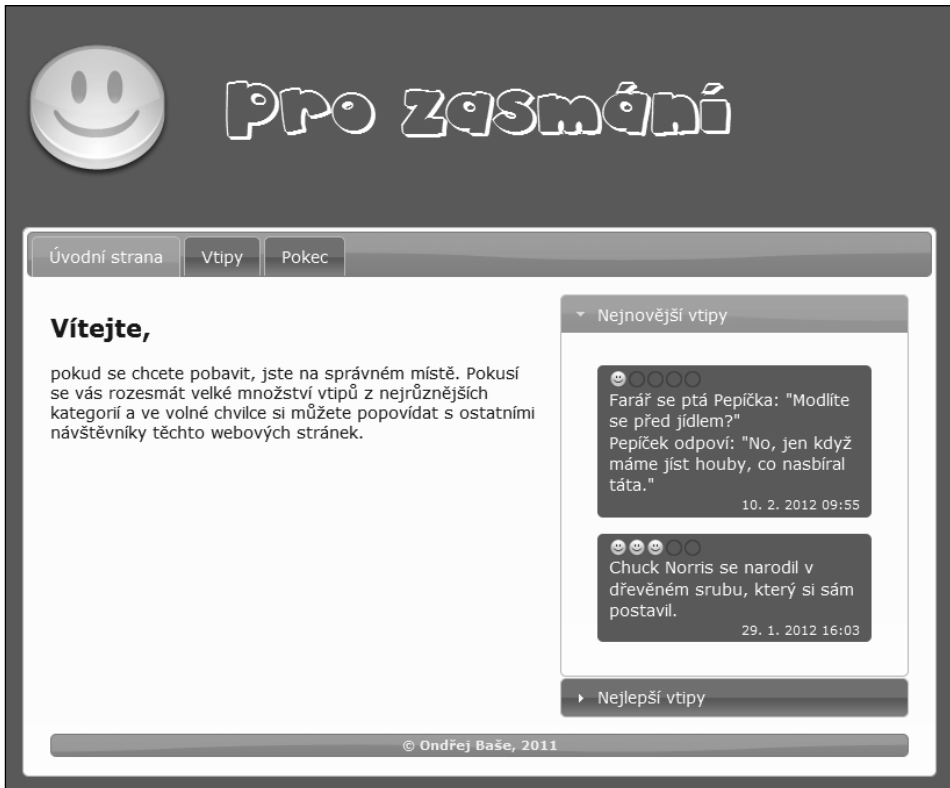 Pro zasmání
Úvodní strana
Vtipy
Pokec
Vítejte,
pokud se chcete pobavit, jste na správném místě. Pokusí
se vás rozesmát velké množství vtipů z nejrůznějších
kategorií a ve volné chvilce si můžete popovídat s ostatními
návštěvníky těchto webových stránek.
Nejnovější vtipy
Farář se ptá Pepíčka: "Modlíte
se před jídlem?"
Pepíček odpoví: "No, jen když
máme jíst houby, co nasbíral
táta."
10. 2. 2012 09:55
Chuck Norris se narodil v
dřevěném srubu, který si sám
postavil.
29. 1. 2012 16:03
Nejlepší vtipy
© Ondřej Baše, 2011